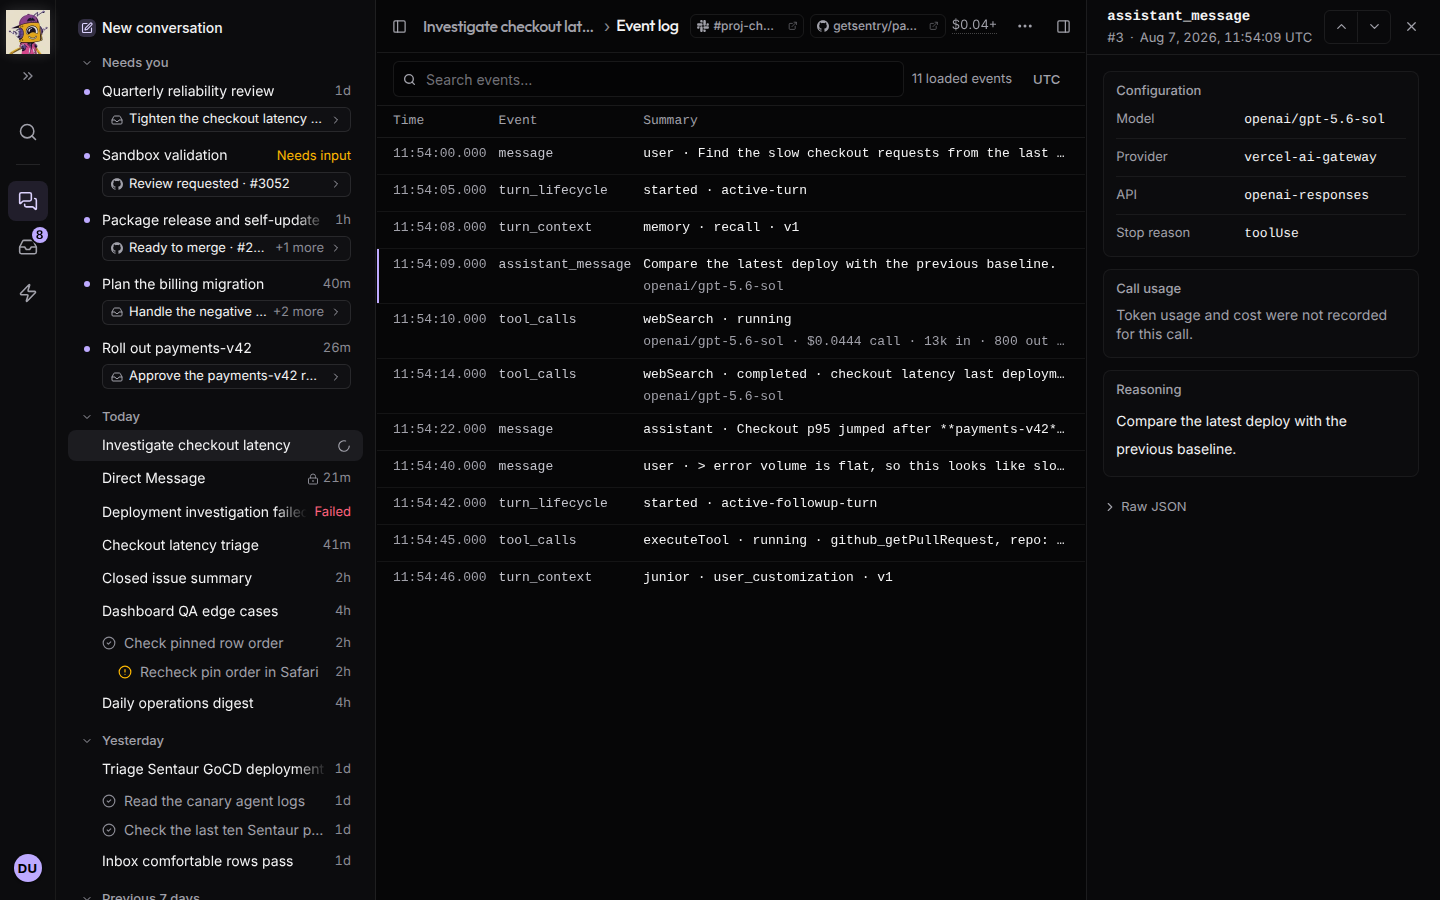 New conversation
Needs you
Quarterly reliability review 1d
Tighten the checkout latency ...
Sandbox validation Needs input
Review requested · #3052
Package release and self-update 1h
Ready to merge · #2... +1 more
Plan the billing migration 40m
Handle the negative ... +2 more
Roll out payments-v42 26m
Approve the payments-v42 r...
Today
Investigate checkout latency
Direct Message 21m
Deployment investigation failed Failed
Checkout latency triage 41m
Closed issue summary 2h
Dashboard QA edge cases 4h
Check pinned row order 2h
Recheck pin order in Safari 2h
Daily operations digest 4h
Yesterday
Triage Sentaur GoCD deployment 1d
Read the canary agent logs 1d
Check the last ten Sentaur p... 1d
Inbox comfortable rows pass 1d
Previous 7 days
8
DU
Investigate checkout lat... › Event log #proj-ch... getsentry/pa... $0.04+
Search events... 11 loaded events UTC
Time Event Summary
11:54:00.000 message user · Find the slow checkout requests from the last …
11:54:05.000 turn_lifecycle started · active-turn
11:54:08.000 turn_context memory · recall · v1
11:54:09.000 assistant_message Compare the latest deploy with the previous baseline.
openai/gpt-5.6-sol
11:54:10.000 tool_calls webSearch · running
openai/gpt-5.6-sol · $0.0444 call · 13k in · 800 out …
11:54:14.000 tool_calls webSearch · completed · checkout latency last deploym…
openai/gpt-5.6-sol
11:54:22.000 message assistant · Checkout p95 jumped after **payments-v42*…
11:54:40.000 message user · > error volume is flat, so this looks like slo…
11:54:42.000 turn_lifecycle started · active-followup-turn
11:54:45.000 tool_calls executeTool · running · github_getPullRequest, repo: …
11:54:46.000 turn_context junior · user_customization · v1
assistant_message
#3 · Aug 7, 2026, 11:54:09 UTC
Configuration
Model openai/gpt-5.6-sol
Provider vercel-ai-gateway
API openai-responses
Stop reason toolUse
Call usage
Token usage and cost were not recorded
for this call.
Reasoning
Compare the latest deploy with the
previous baseline.
Raw JSON